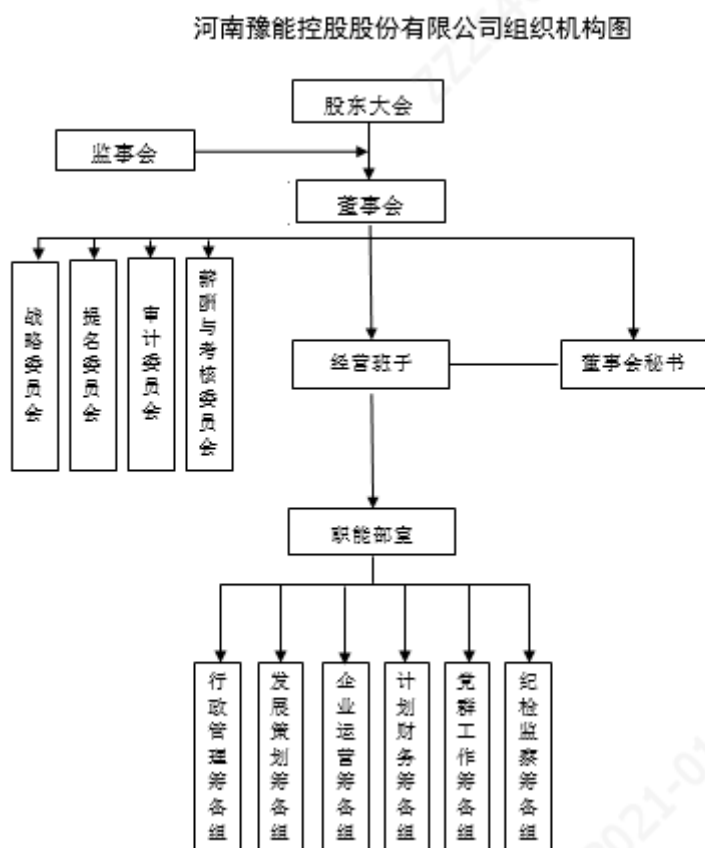 河南豫能控股股份有限公司组织机构图
股东大会
监事会
董事会
战略委员会
提名委员会
审计委员会
薪酬与考核委员会
经营班子
董事会秘书
职能部室
行政管理筹备组
发展策划筹备组
企业运营筹备组
计划财务筹备组
党群工作筹备组
纪检监察筹备组